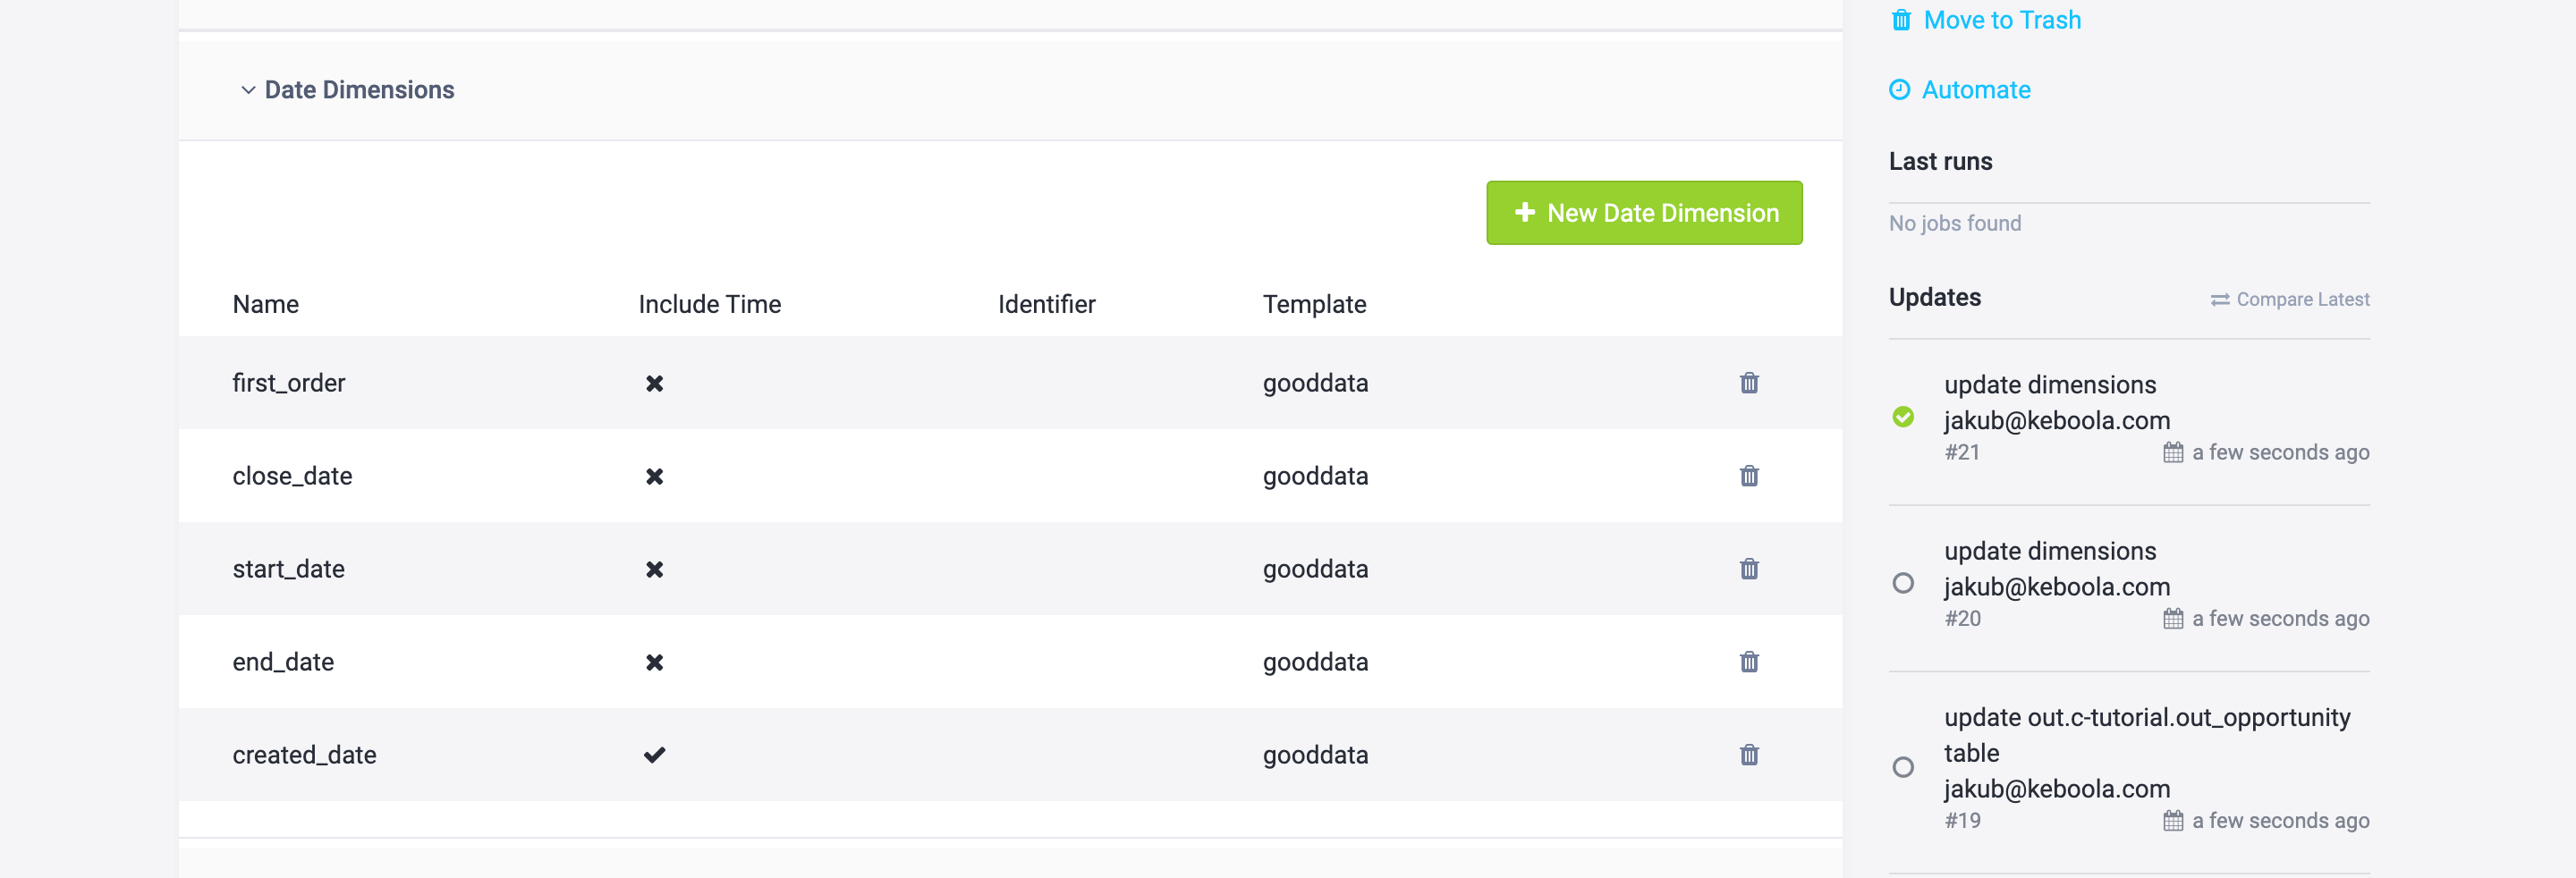 Date Dimensions
New Date Dimension
Name Include Time Identifier Template
first_order gooddata
close_date gooddata
start_date gooddata
end_date gooddata
created_date gooddata
Move to Trash
Automate
Last runs
No jobs found
Updates Compare Latest
update dimensions
jakub@keboola.com
#21 a few seconds ago
update dimensions
jakub@keboola.com
#20 a few seconds ago
update out.c-tutorial.out_opportunity
table
jakub@keboola.com
#19 a few seconds ago